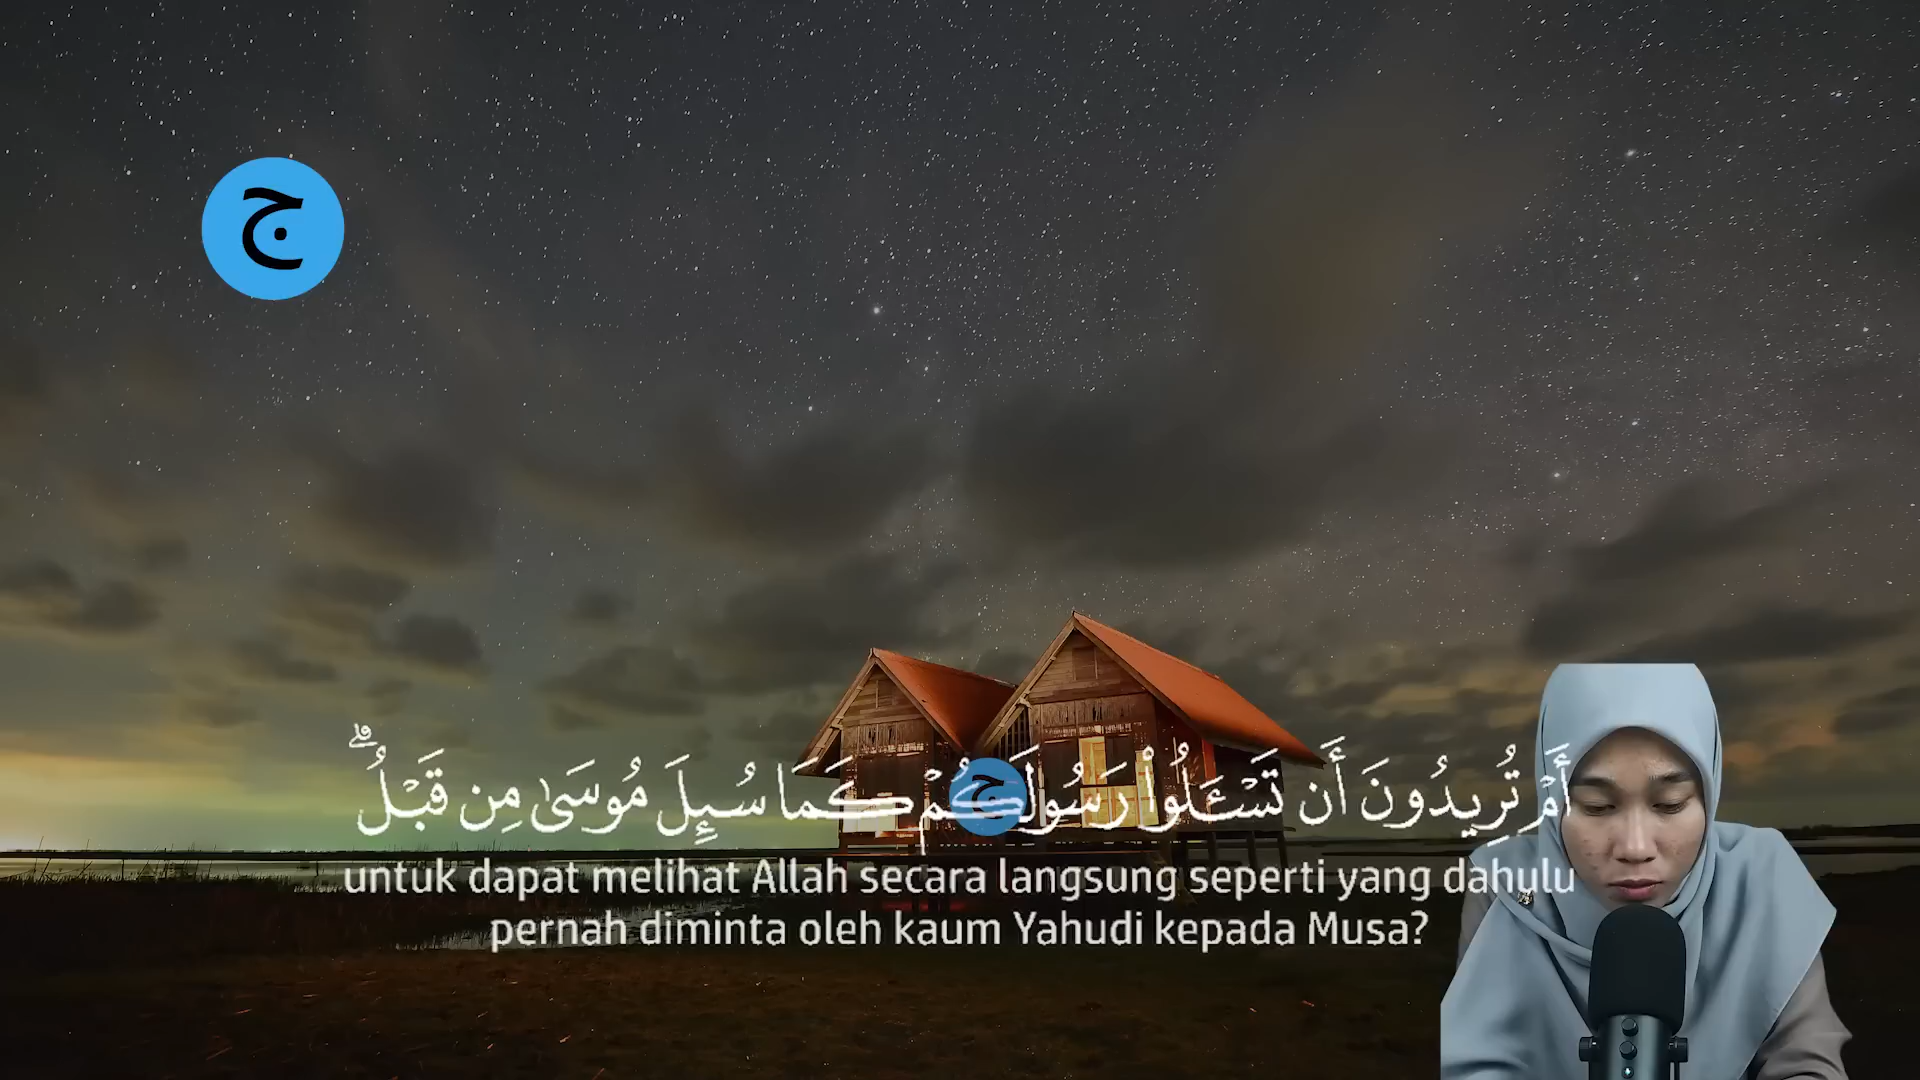 ج
أَمْ تُرِيدُونَ أَن تَسْـَٔلُوا۟ رَسُولَكُمْ كَمَا سُئِلَ مُوسَىٰ مِن قَبْلُ ۗ
ج
untuk dapat melihat Allah secara langsung seperti yang dahulu
pernah diminta oleh kaum Yahudi kepada Musa?